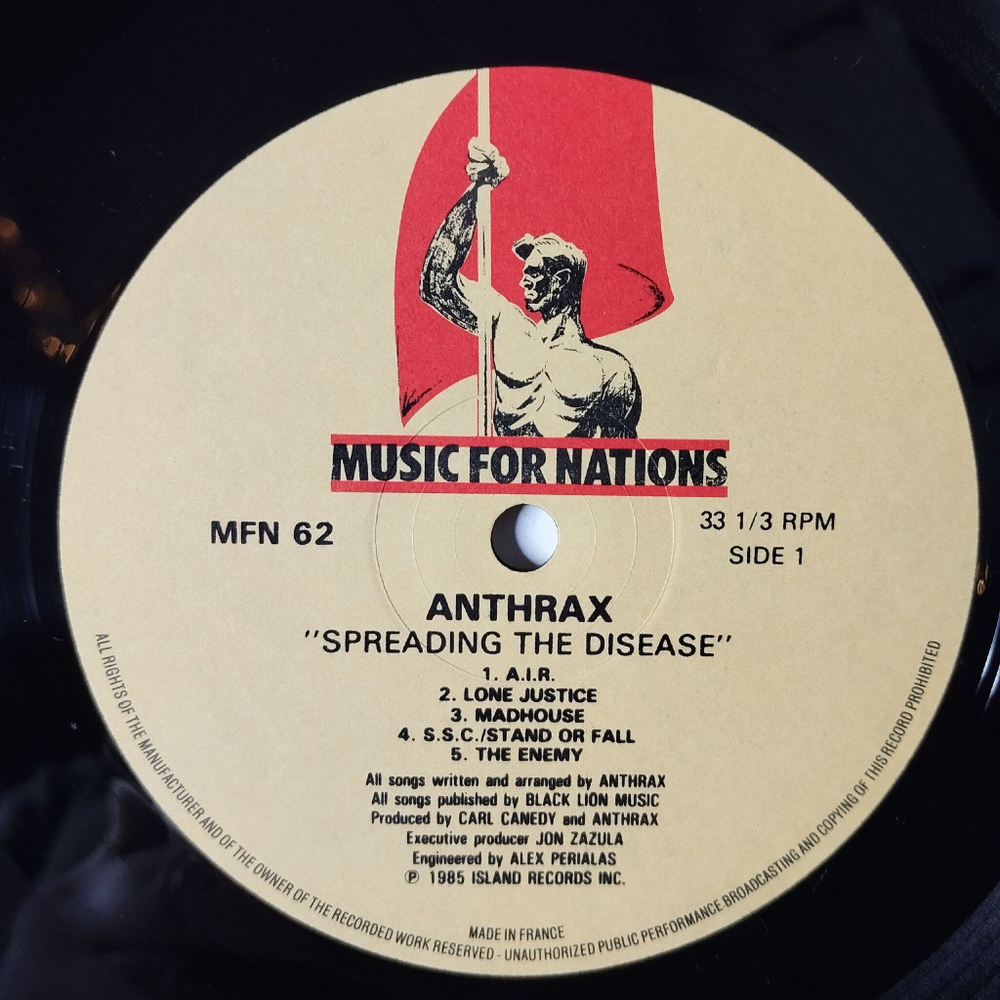 MUSIC FOR NATIONS
MFN 62
33 1/3 RPM
SIDE 1
ANTHRAX
"SPREADING THE DISEASE"
1. A.I.R.
2. LONE JUSTICE
3. MADHOUSE
4. S.S.C./STAND OR FALL
5. THE ENEMY
All songs written and arranged by ANTHRAX
All songs published by BLACK LION MUSIC
Produced by CARL CANEDY and ANTHRAX
Executive producer JON ZAZULA
Engineered by ALEX PERIALAS
℗ 1985 ISLAND RECORDS INC.
MADE IN FRANCE
ALL RIGHTS OF THE MANUFACTURER AND OF THE OWNER OF THE RECORDED WORK RESERVED - UNAUTHORIZED PUBLIC PERFORMANCE BROADCASTING AND COPYING OF THIS RECORD PROHIBITED